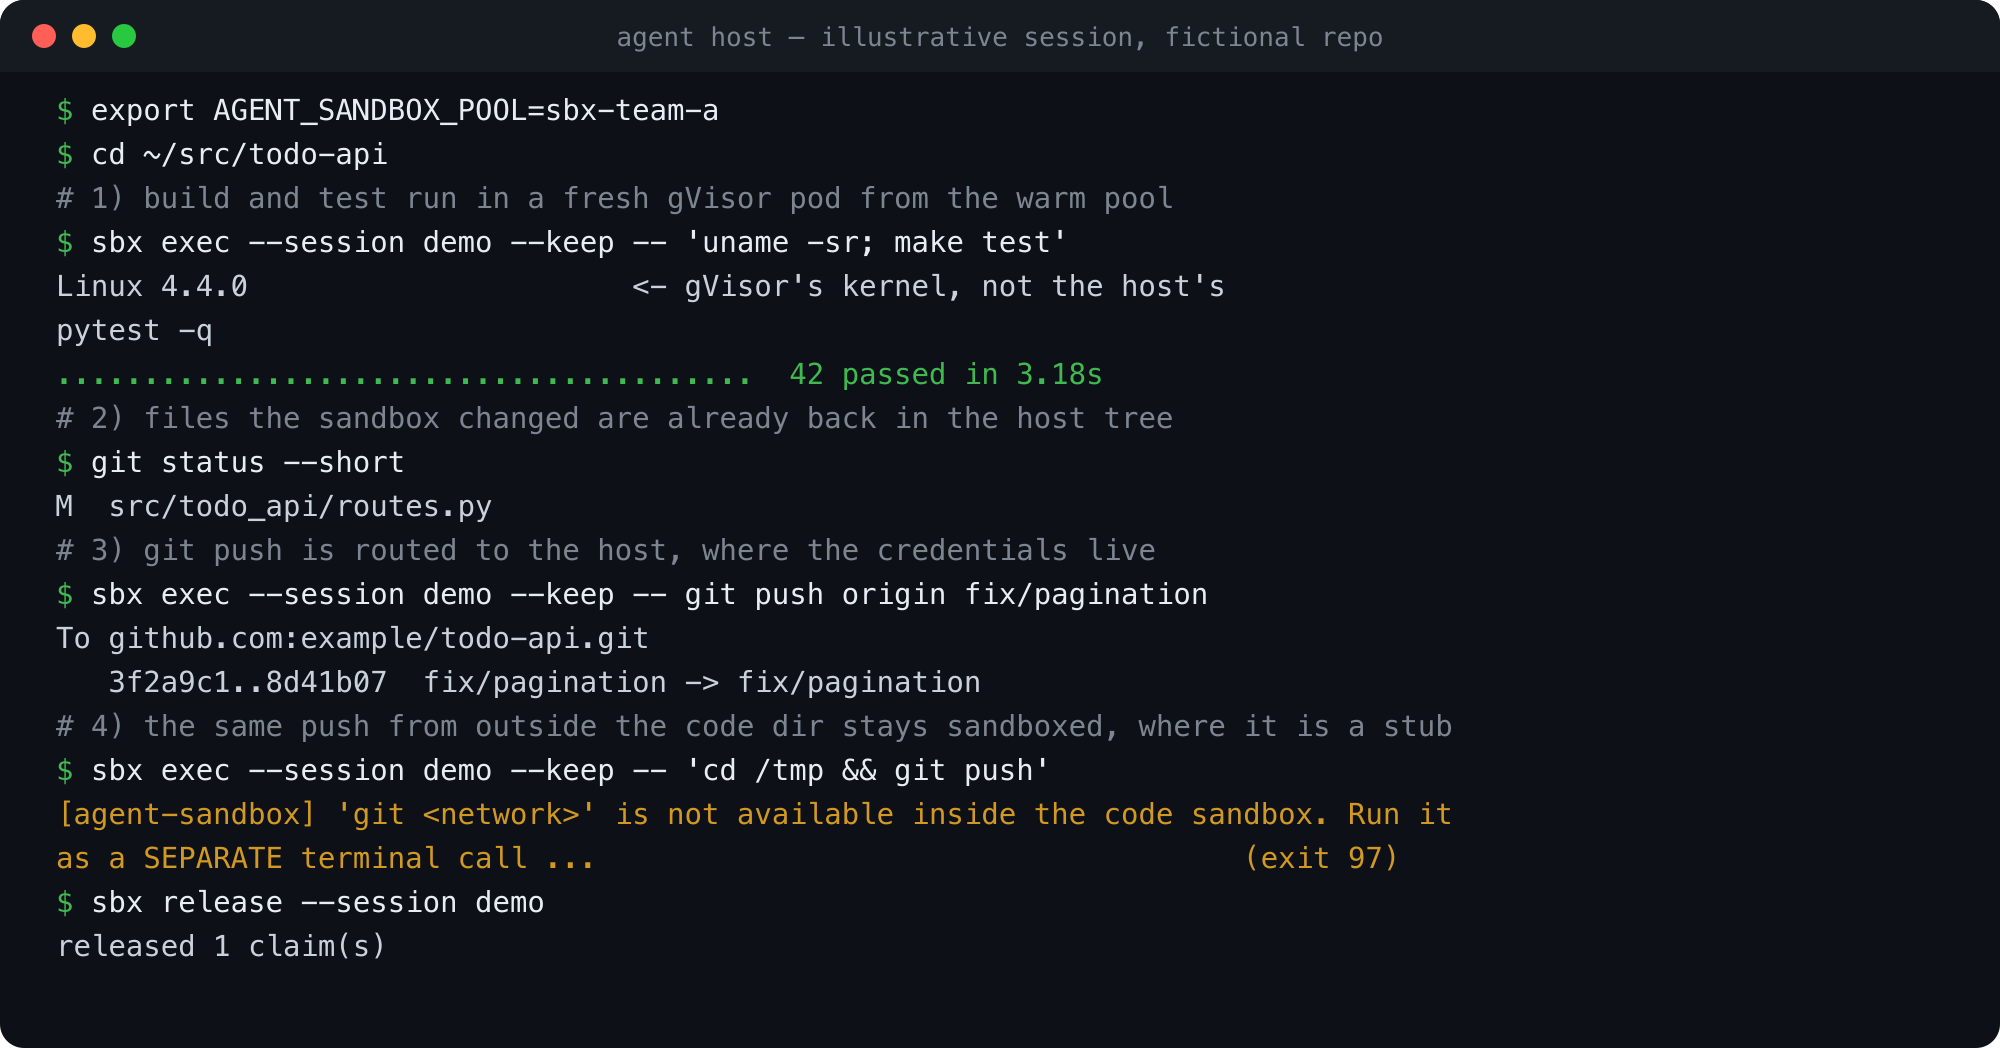 agent host — illustrative session, fictional repo
$ export AGENT_SANDBOX_POOL=sbx-team-a
$ cd ~/src/todo-api
# 1) build and test run in a fresh gVisor pod from the warm pool
$ sbx exec --session demo --keep -- 'uname -sr; make test'
Linux 4.4.0                      <- gVisor's kernel, not the host's
pytest -q
........................................  42 passed in 3.18s
# 2) files the sandbox changed are already back in the host tree
$ git status --short
M  src/todo_api/routes.py
# 3) git push is routed to the host, where the credentials live
$ sbx exec --session demo --keep -- git push origin fix/pagination
To github.com:example/todo-api.git
   3f2a9c1..8d41b07  fix/pagination -> fix/pagination
# 4) the same push from outside the code dir stays sandboxed, where it is a stub
$ sbx exec --session demo --keep -- 'cd /tmp && git push'
[agent-sandbox] 'git <network>' is not available inside the code sandbox. Run it
as a SEPARATE terminal call ...                                     (exit 97)
$ sbx release --session demo
released 1 claim(s)